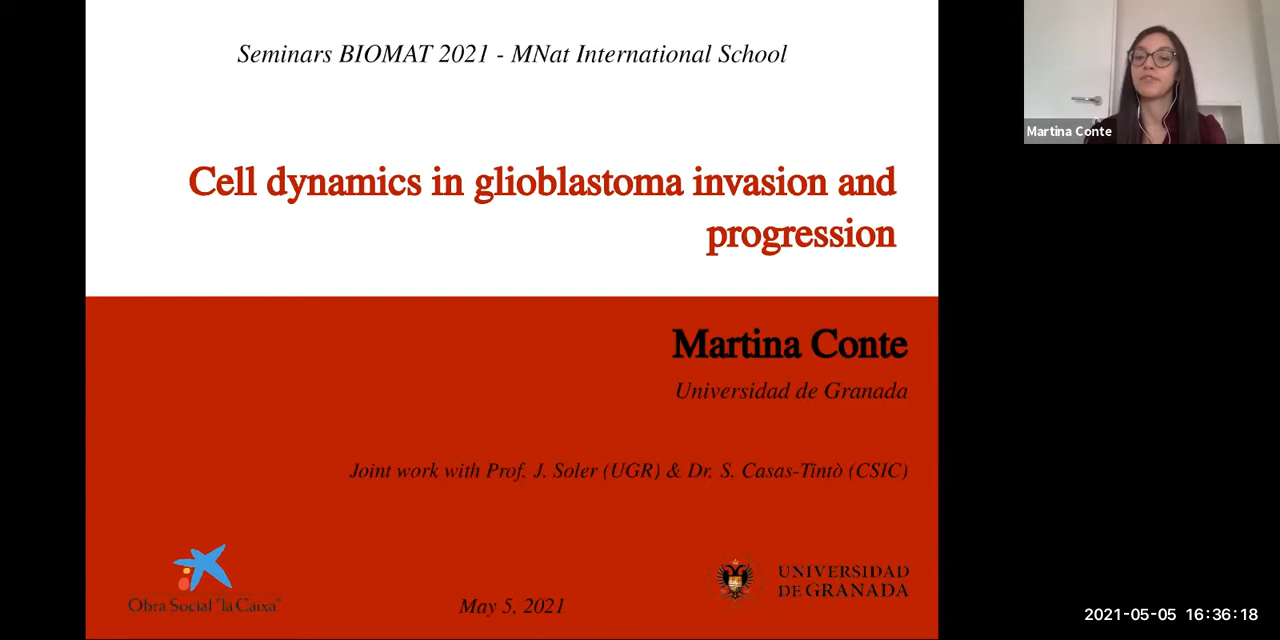 Seminars BIOMAT 2021 - MNat International School
Martina Conte
Cell dynamics in glioblastoma invasion and
progression
Martina Conte
Universidad de Granada
Joint work with Prof. J. Soler (UGR) & Dr. S. Casas-Tintò (CSIC)
Obra Social "la Caixa"
May 5, 2021
UNIVERSIDAD
DE GRANADA
2021-05-05 16:36:18